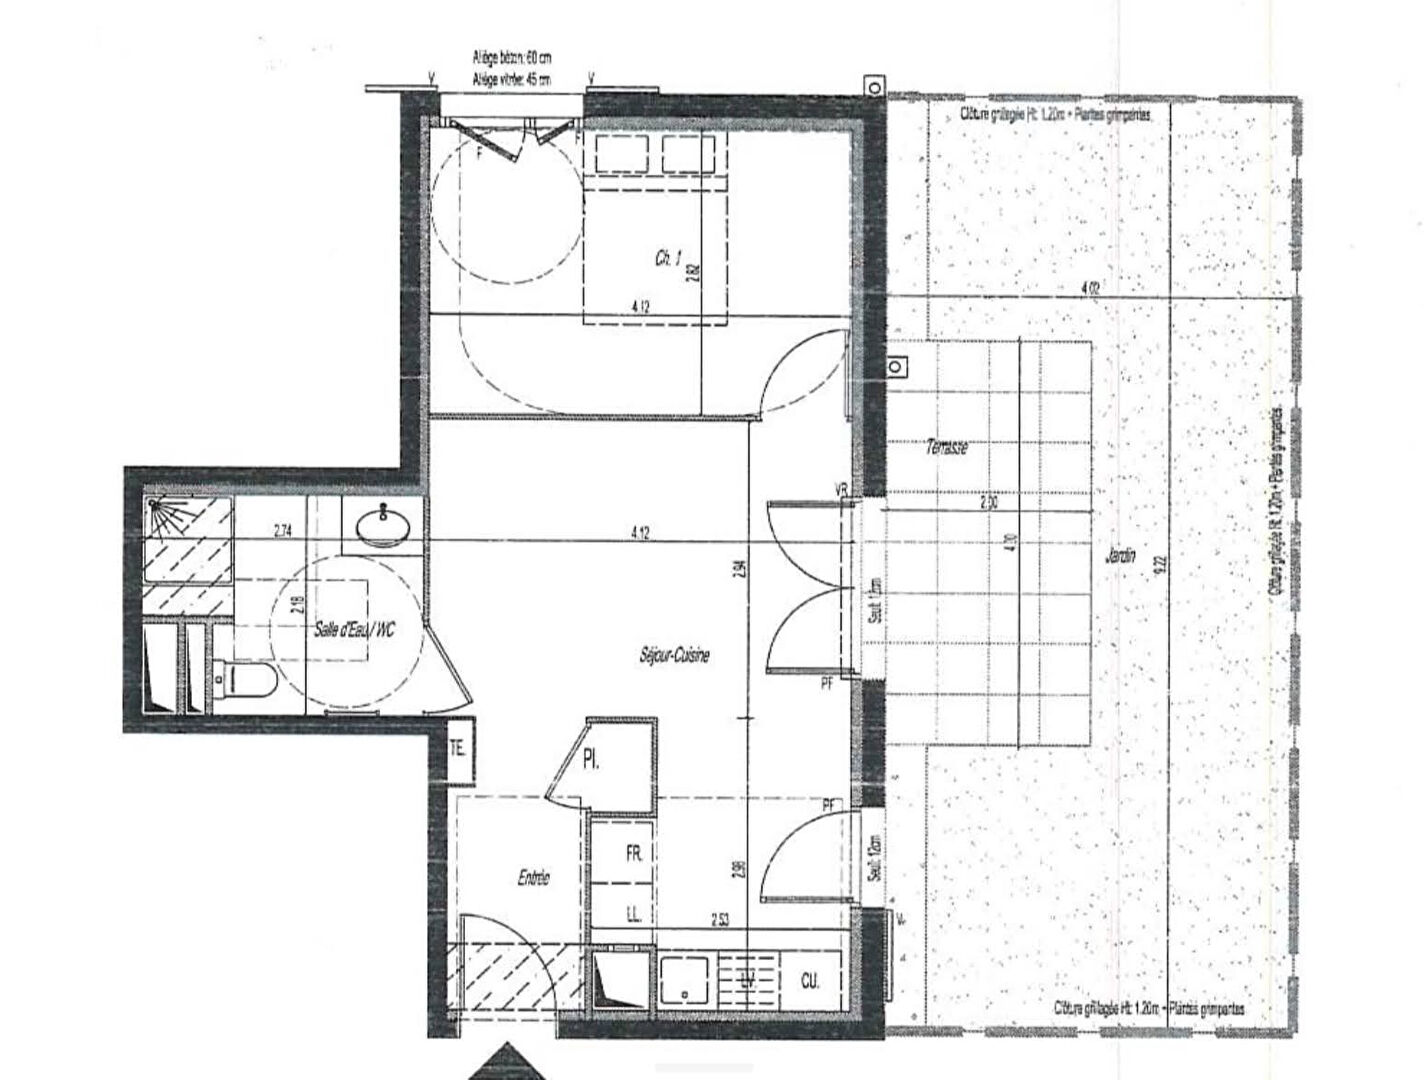 Allège béton: 60 cm
Allège vitrée: 45 cm
V
V
Clôture grillagée Ht: 1.20m + Plantes grimpantes
F
F
Ch. 1
2.82
4.12
4.02
Terrasse
VR
2.00
2.74
4.12
4.00
Jardin
9.22
Clôture grillagée Ht: 1.20m + Plantes grimpantes
2.94
Seuil: 12cm
2.18
Salle d'Eau / WC
Séjour-Cuisine
PF
TE.
Pl.
PF
Seuil: 12cm
FR.
2.98
Entrée
LL.
2.53
V
LV
CU.
Clôture grillagée Ht: 1.20m + Plantes grimpantes